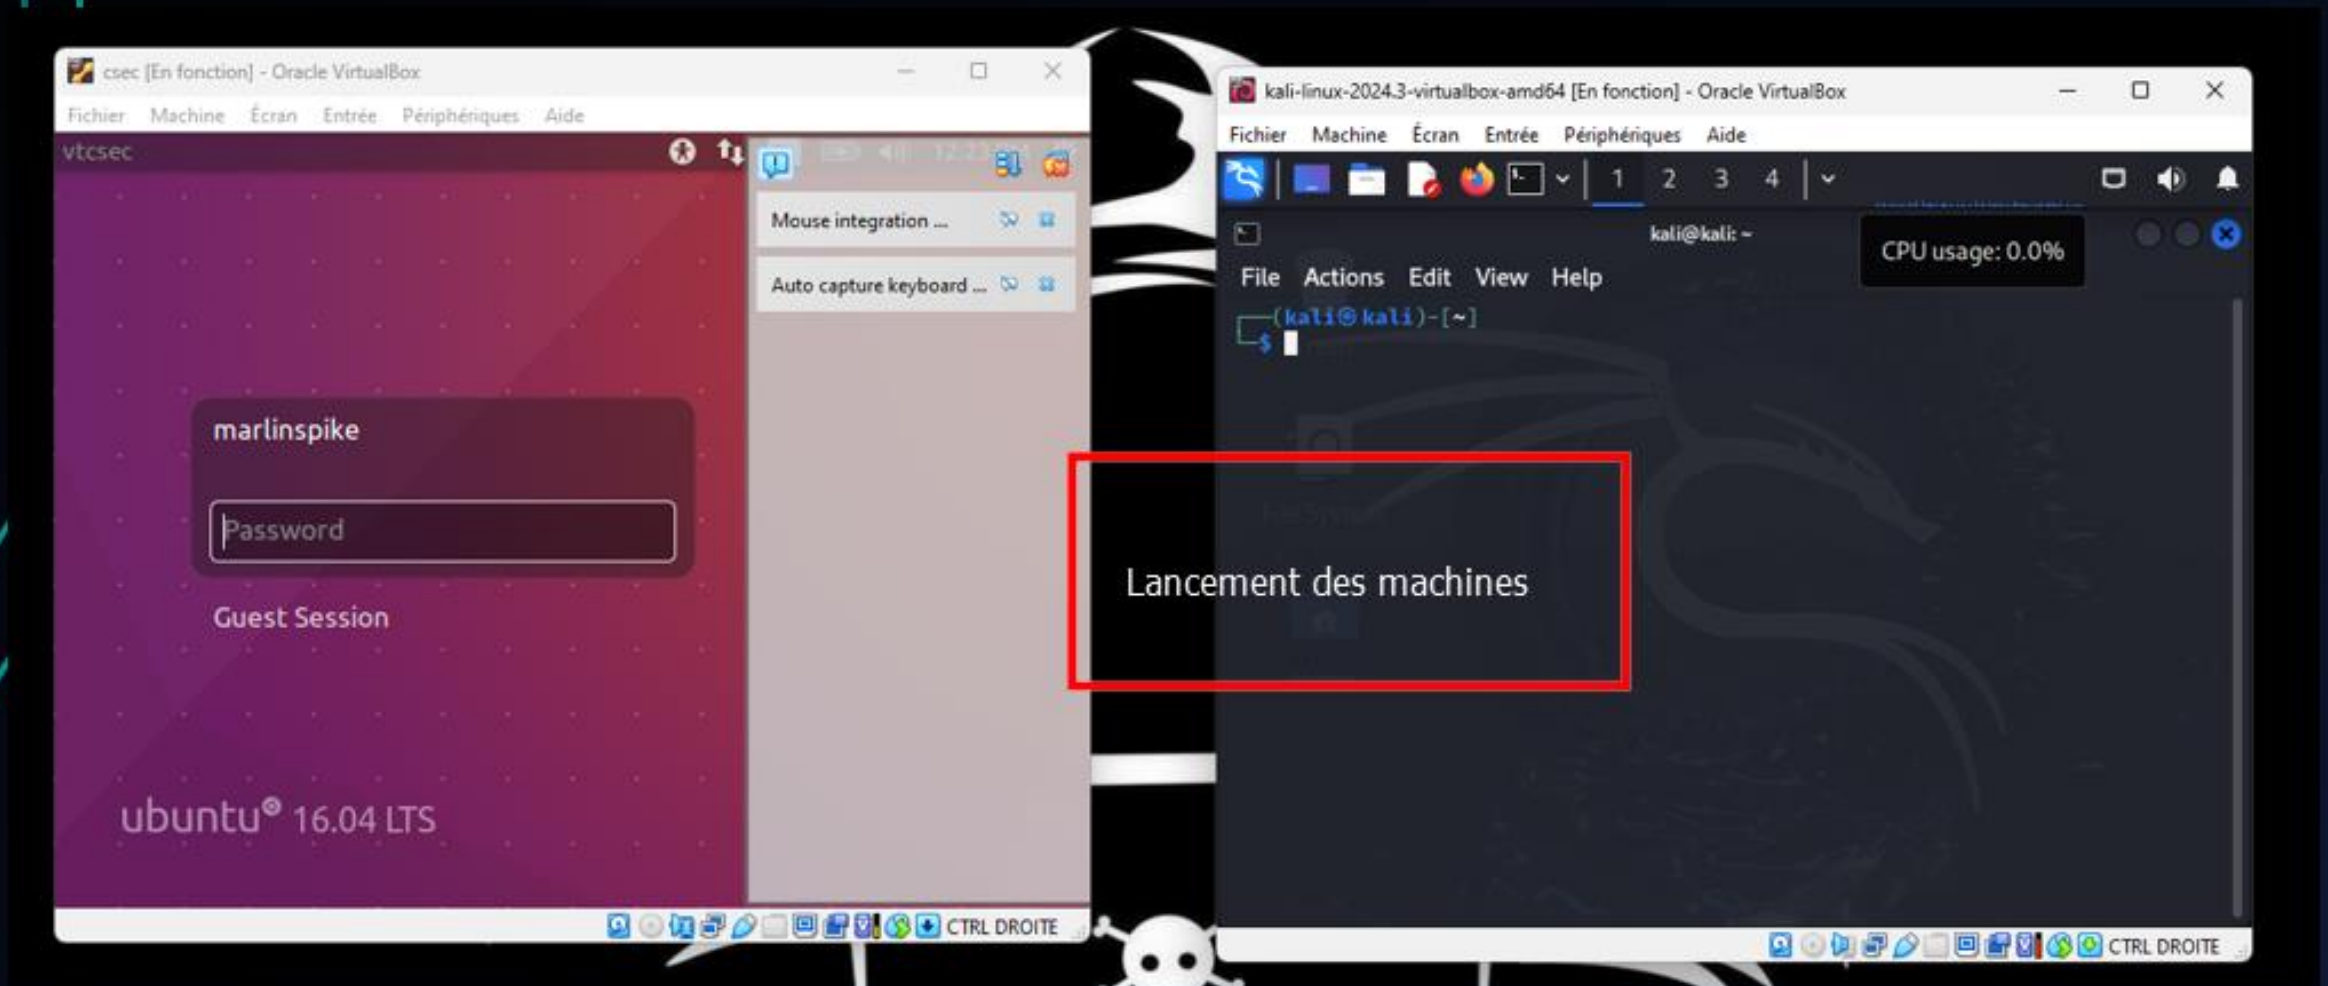 csec [En fonction] - Oracle VirtualBox
Fichier Machine Écran Entrée Périphériques Aide
vtcsec
Mouse integration ...
Auto capture keyboard ...
marlinspike
Password
Guest Session
ubuntu® 16.04 LTS
CTRL DROITE
kali-linux-2024.3-virtualbox-amd64 [En fonction] - Oracle VirtualBox
Fichier Machine Écran Entrée Périphériques Aide
1 2 3 4
kali@kali: ~
CPU usage: 0.0%
File Actions Edit View Help
(kali㉿kali)-[~]
$
Lancement des machines
CTRL DROITE